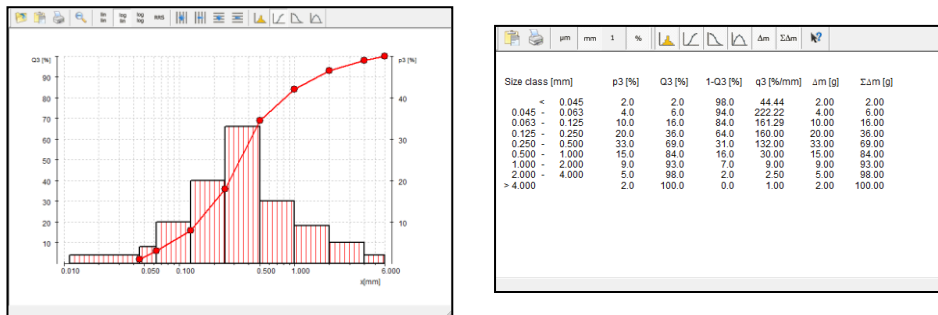 lin lin
log lin
log log
RRS
Q3 [%]
p3 [%]
90
80
70
60
50
40
30
20
10
40
30
20
10
0.010
0.050
0.100
0.500
1.000
6.000
x[mm]
µm mm 1 % Δm ΣΔm
Size class [mm] p3 [%] Q3 [%] 1-Q3 [%] q3 [%/mm] Δm [g] ΣΔm [g]
< 0.045 2.0 2.0 98.0 44.44 2.00 2.00
0.045 - 0.063 4.0 6.0 94.0 222.22 4.00 6.00
0.063 - 0.125 10.0 16.0 84.0 161.29 10.00 16.00
0.125 - 0.250 20.0 36.0 64.0 160.00 20.00 36.00
0.250 - 0.500 33.0 69.0 31.0 132.00 33.00 69.00
0.500 - 1.000 15.0 84.0 16.0 30.00 15.00 84.00
1.000 - 2.000 9.0 93.0 7.0 9.00 9.00 93.00
2.000 - 4.000 5.0 98.0 2.0 2.50 5.00 98.00
> 4.000 2.0 100.0 0.0 1.00 2.00 100.00